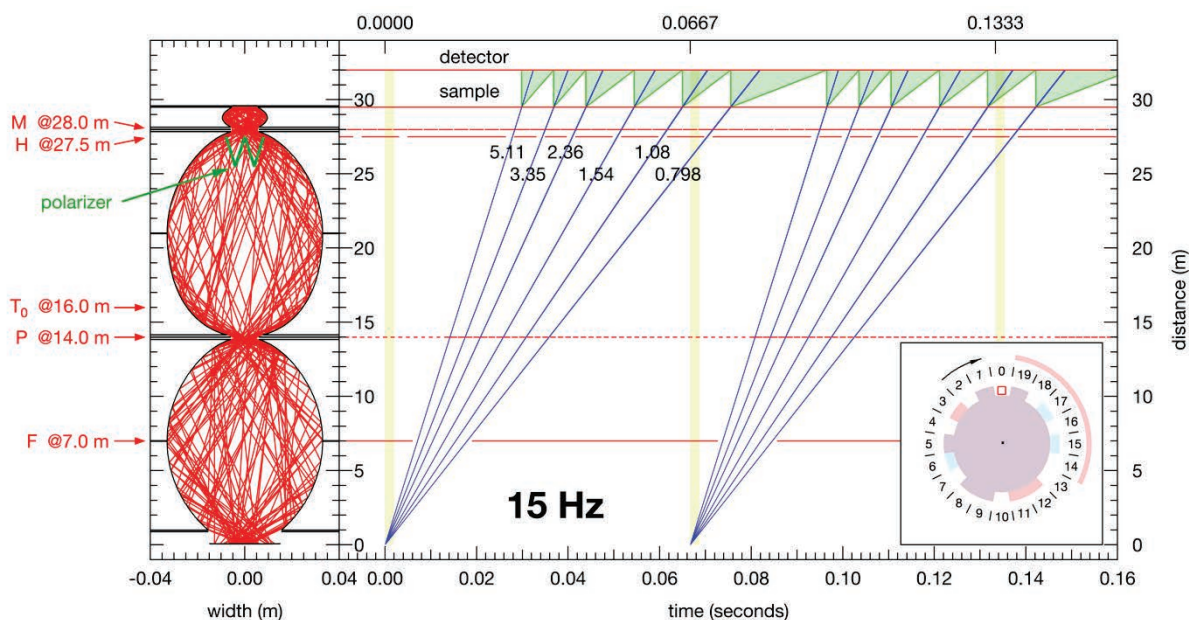 0.0000 0.0667 0.1333
detector
sample
M @28.0 m
H @27.5 m
polarizer
T0 @16.0 m
P @14.0 m
F @7.0 m
30
25
20
15
10
5
0
5.11 2.36 1.08
3.35 1.54 0.798
15 Hz
0 19 18 17 16 15 14 13 12 11 10 9 8 7 6 5 4 3 2 1
30
25
20
15
10
5
0
distance (m)
-0.04 0.00 0.04
0.00 0.02 0.04 0.06 0.08 0.10 0.12 0.14 0.16
width (m)
time (seconds)